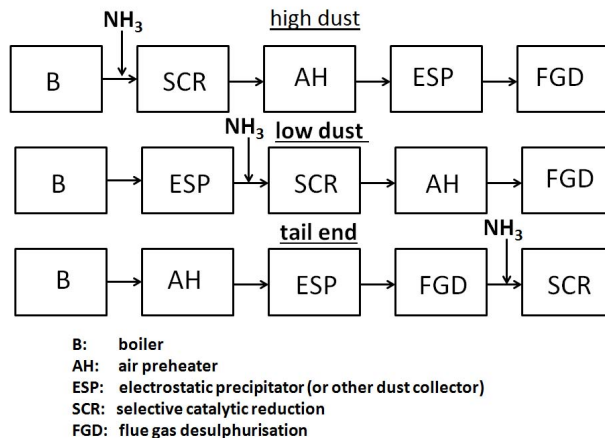 NH3
high dust
B SCR AH ESP FGD
NH3
low dust
B ESP SCR AH FGD
tail end
NH3
B AH ESP FGD SCR
B: boiler
AH: air preheater
ESP: electrostatic precipitator (or other dust collector)
SCR: selective catalytic reduction
FGD: flue gas desulphurisation